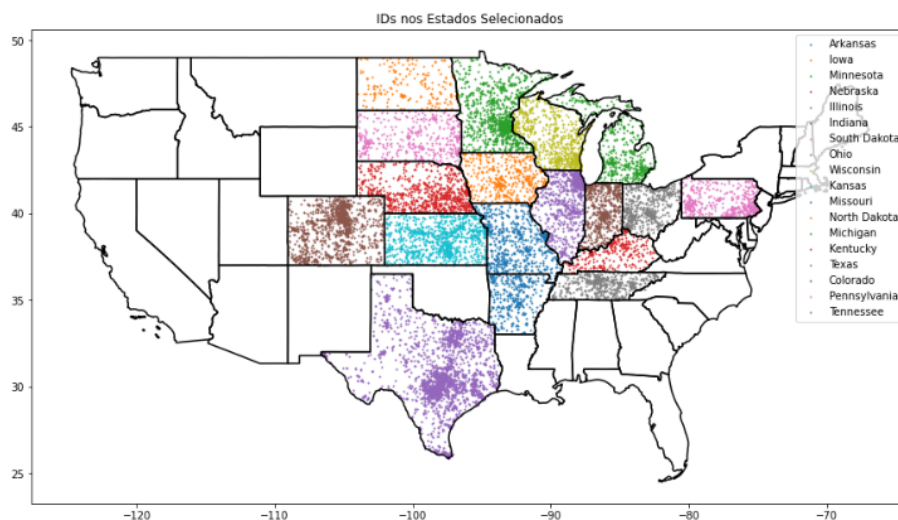 IDs nos Estados Selecionados
50
45
40
35
30
25
−120
−110
−100
−90
−80
−70
Arkansas
Iowa
Minnesota
Nebraska
Illinois
Indiana
South Dakota
Ohio
Wisconsin
Kansas
Missouri
North Dakota
Michigan
Kentucky
Texas
Colorado
Pennsylvania
Tennessee